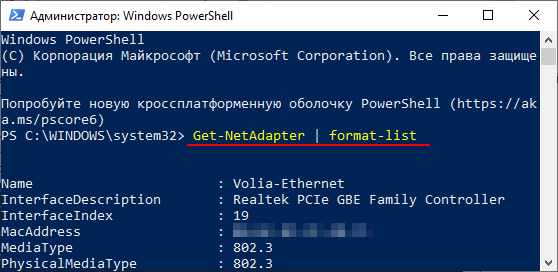 Администратор: Windows PowerShell
Windows PowerShell
(C) Корпорация Майкрософт (Microsoft Corporation). Все права защище
ны.
Попробуйте новую кроссплатформенную оболочку PowerShell (https://ak
a.ms/pscore6)
PS C:\WINDOWS\system32> Get-NetAdapter | format-list
Name : Volia-Ethernet
InterfaceDescription : Realtek PCIe GBE Family Controller
InterfaceIndex : 19
MacAddress :
MediaType : 802.3
PhysicalMediaType : 802.3